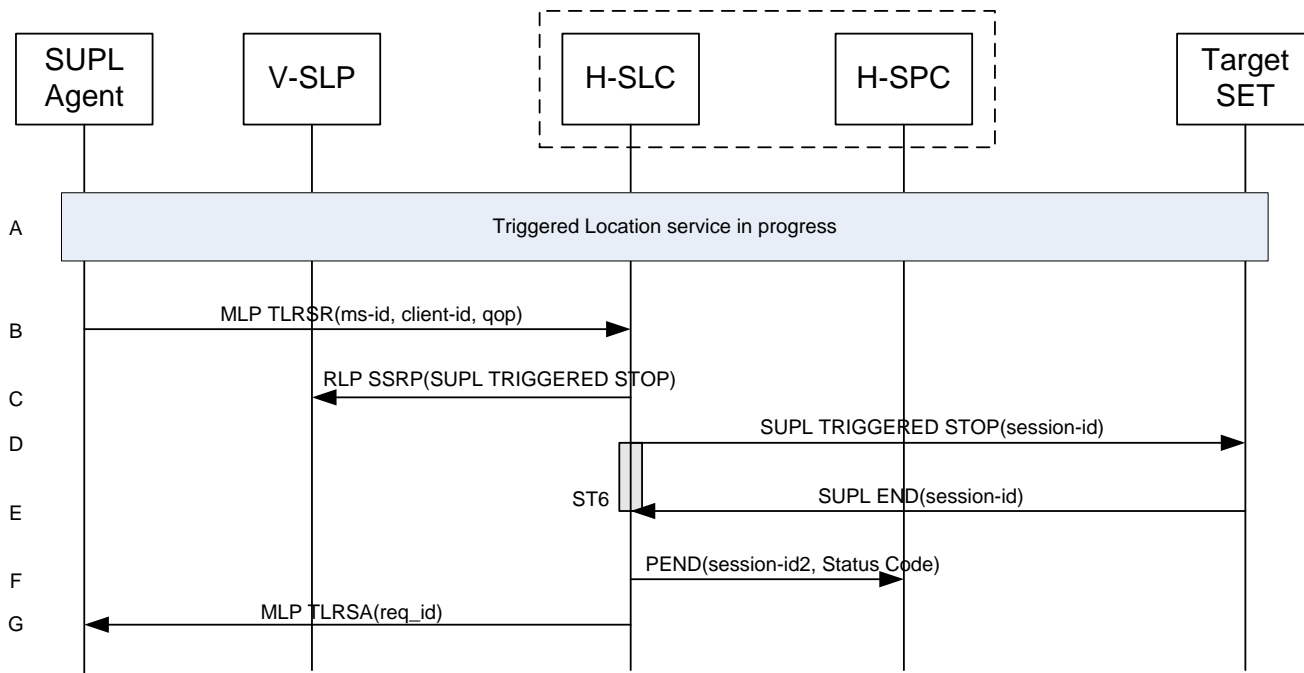 SUPL
Agent
V-SLP
H-SLC
H-SPC
Target
SET
A
Triggered Location service in progress
B
MLP TLRSR(ms-id, client-id, qop)
C
RLP SSRP(SUPL TRIGGERED STOP)
D
SUPL TRIGGERED STOP(session-id)
ST6
E
SUPL END(session-id)
F
PEND(session-id2, Status Code)
G
MLP TLRSA(req_id)